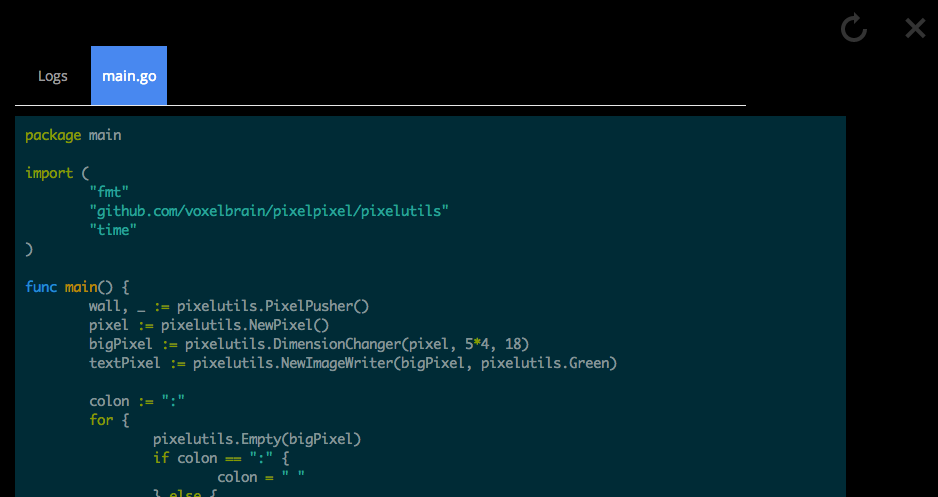 Logs
main.go
package main
import (
"fmt"
"github.com/voxelbrain/pixelpixel/pixelutils"
"time"
)
func main() {
wall, _ := pixelutils.PixelPusher()
pixel := pixelutils.NewPixel()
bigPixel := pixelutils.DimensionChanger(pixel, 5*4, 18)
textPixel := pixelutils.NewImageWriter(bigPixel, pixelutils.Green)
colon := ":"
for {
pixelutils.Empty(bigPixel)
if colon == ":" {
colon = " "
} else {